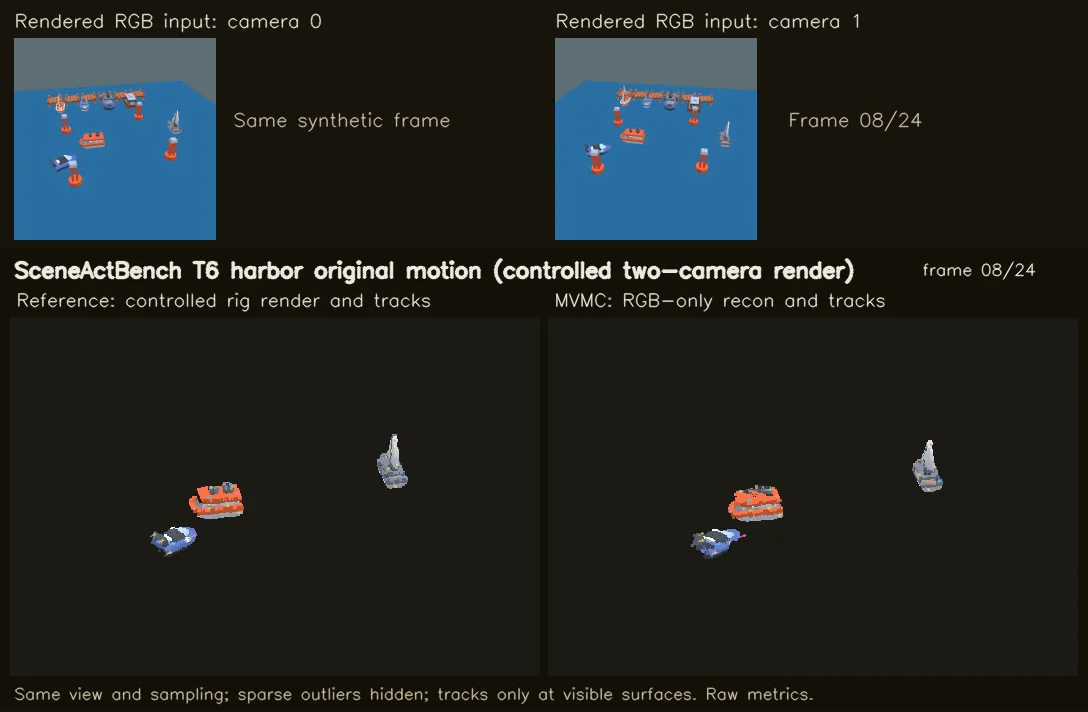 Rendered RGB input: camera 0
Rendered RGB input: camera 1
Same synthetic frame
Frame 08/24
SceneActBench T6 harbor original motion (controlled two-camera render)
frame 08/24
Reference: controlled rig render and tracks
MVMC: RGB-only recon and tracks
Same view and sampling; sparse outliers hidden; tracks only at visible surfaces. Raw metrics.